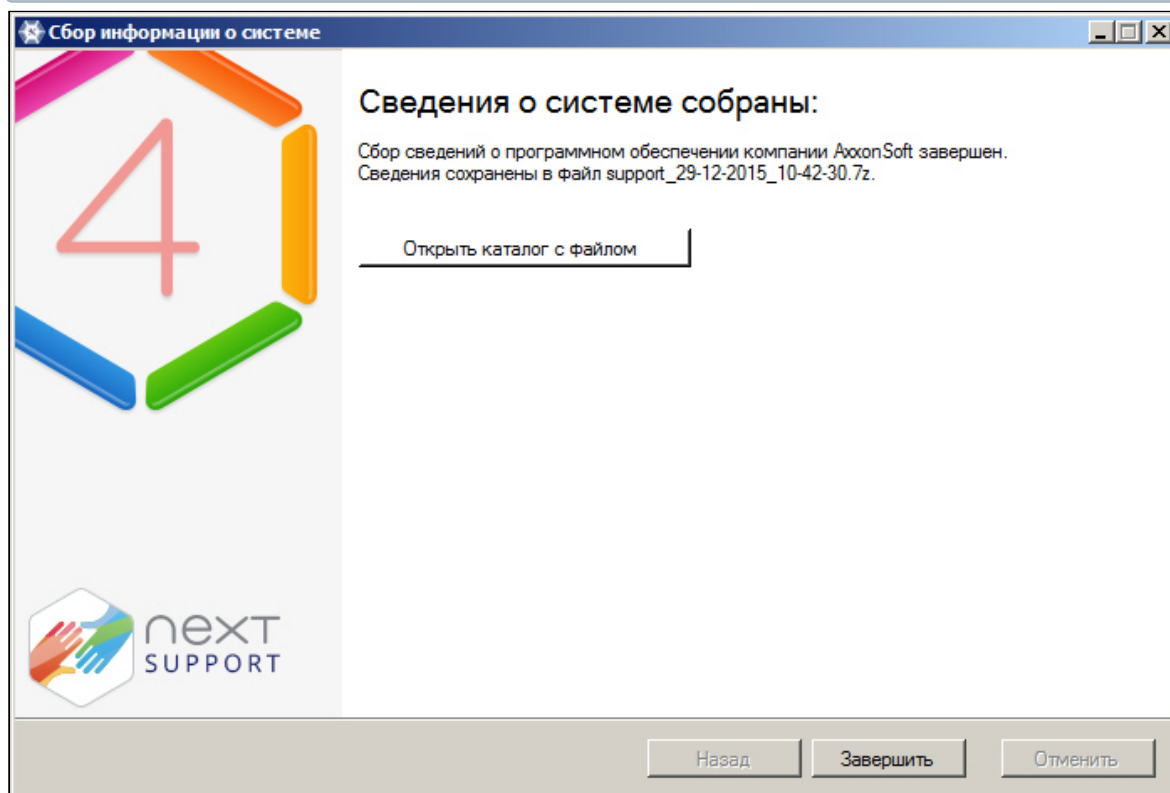 Сбор информации о системе
4
Сведения о системе собраны:
Сбор сведений о программном обеспечении компании AxxonSoft завершен.
Сведения сохранены в файл support_29-12-2015_10-42-30.7z.
Открыть каталог с файлом
next
SUPPORT
Назад
Завершить
Отменить